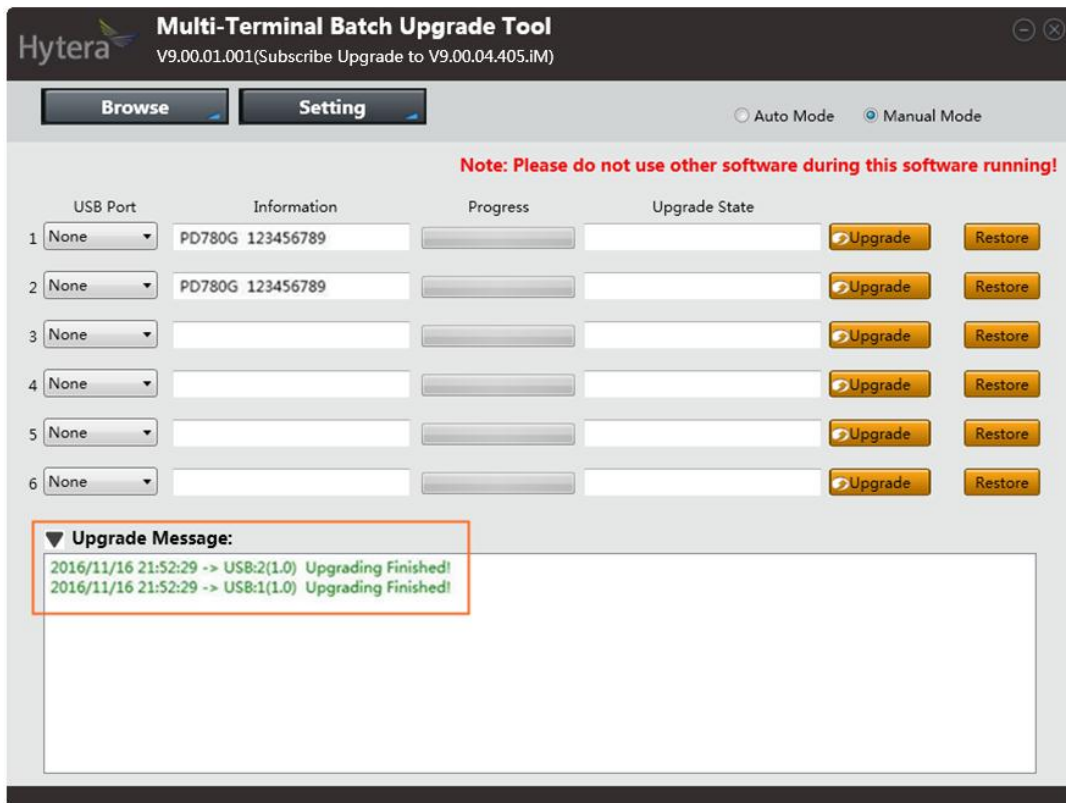 Hytera
Multi-Terminal Batch Upgrade Tool
V9.00.01.001(Subscribe Upgrade to V9.00.04.405.iM)
Browse Setting Auto Mode Manual Mode
Note: Please do not use other software during this software running!
USB Port Information Progress Upgrade State
1 None PD780G 123456789 Upgrade Restore
2 None PD780G 123456789 Upgrade Restore
3 None Upgrade Restore
4 None Upgrade Restore
5 None Upgrade Restore
6 None Upgrade Restore
Upgrade Message:
2016/11/16 21:52:29 -> USB:2(1.0) Upgrading Finished!
2016/11/16 21:52:29 -> USB:1(1.0) Upgrading Finished!